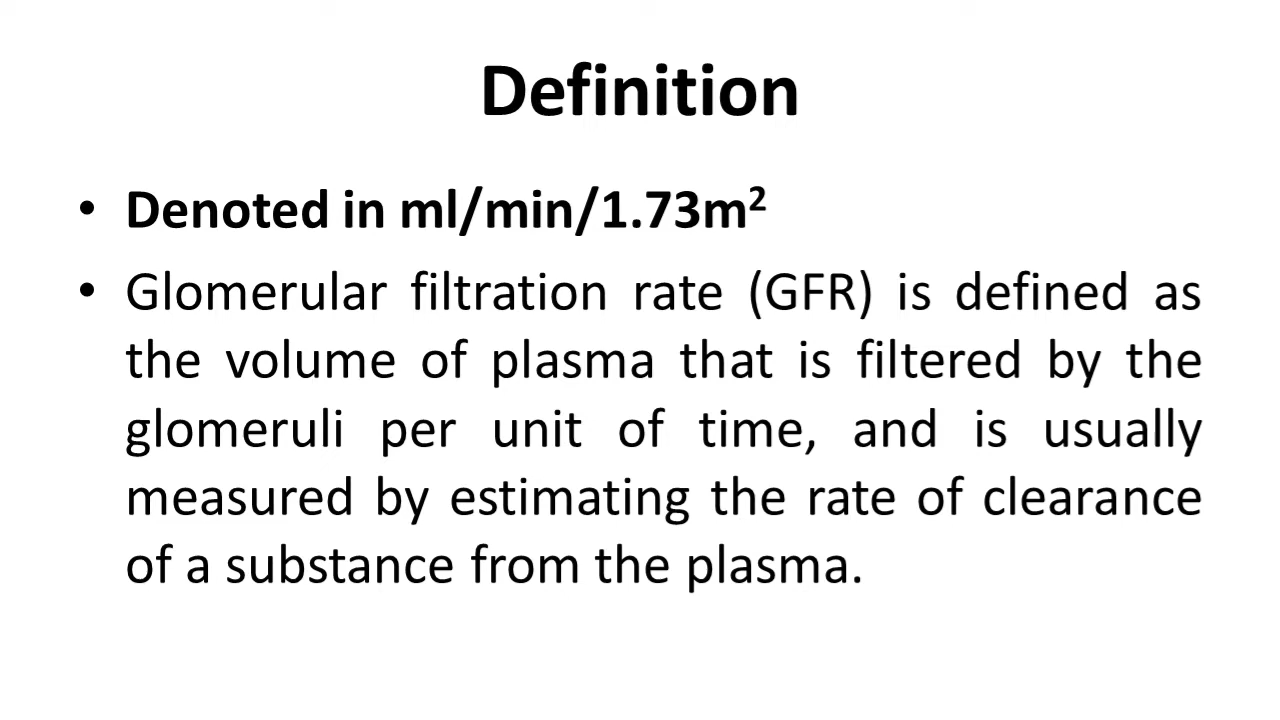 Definition
• Denoted in ml/min/1.73m²
• Glomerular filtration rate (GFR) is defined as
the volume of plasma that is filtered by the
glomeruli per unit of time, and is usually
measured by estimating the rate of clearance
of a substance from the plasma.